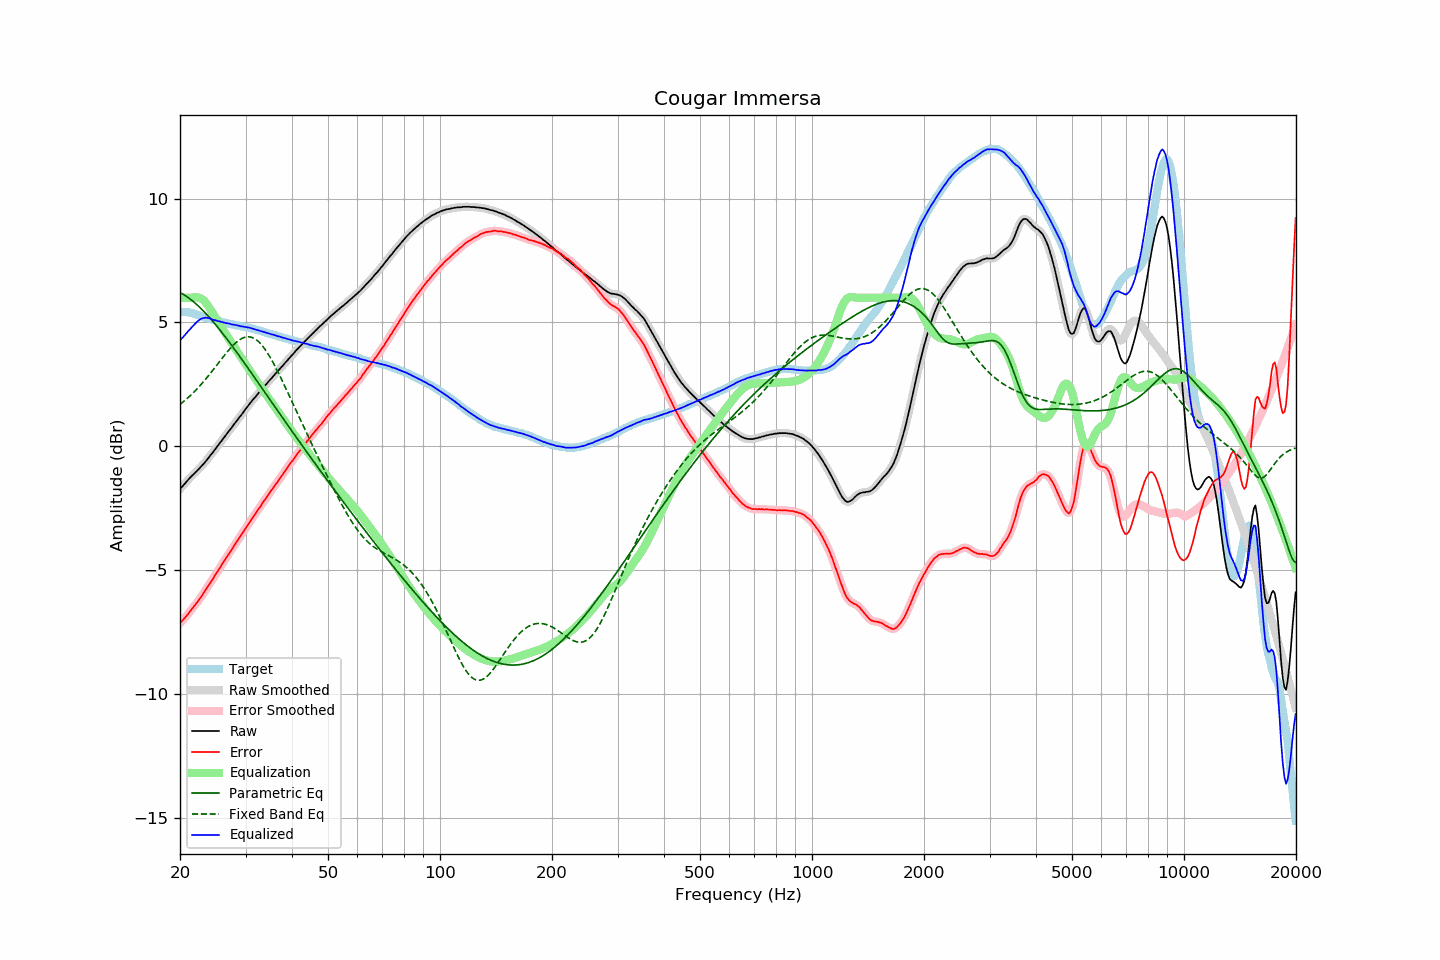 Cougar Immersa
10
5
0
−5
−10
−15
Amplitude (dBr)
Target
Raw Smoothed
Error Smoothed
Raw
Error
Equalization
Parametric Eq
Fixed Band Eq
Equalized
20 50 100 200 500 1000 2000 5000 10000 20000
Frequency (Hz)